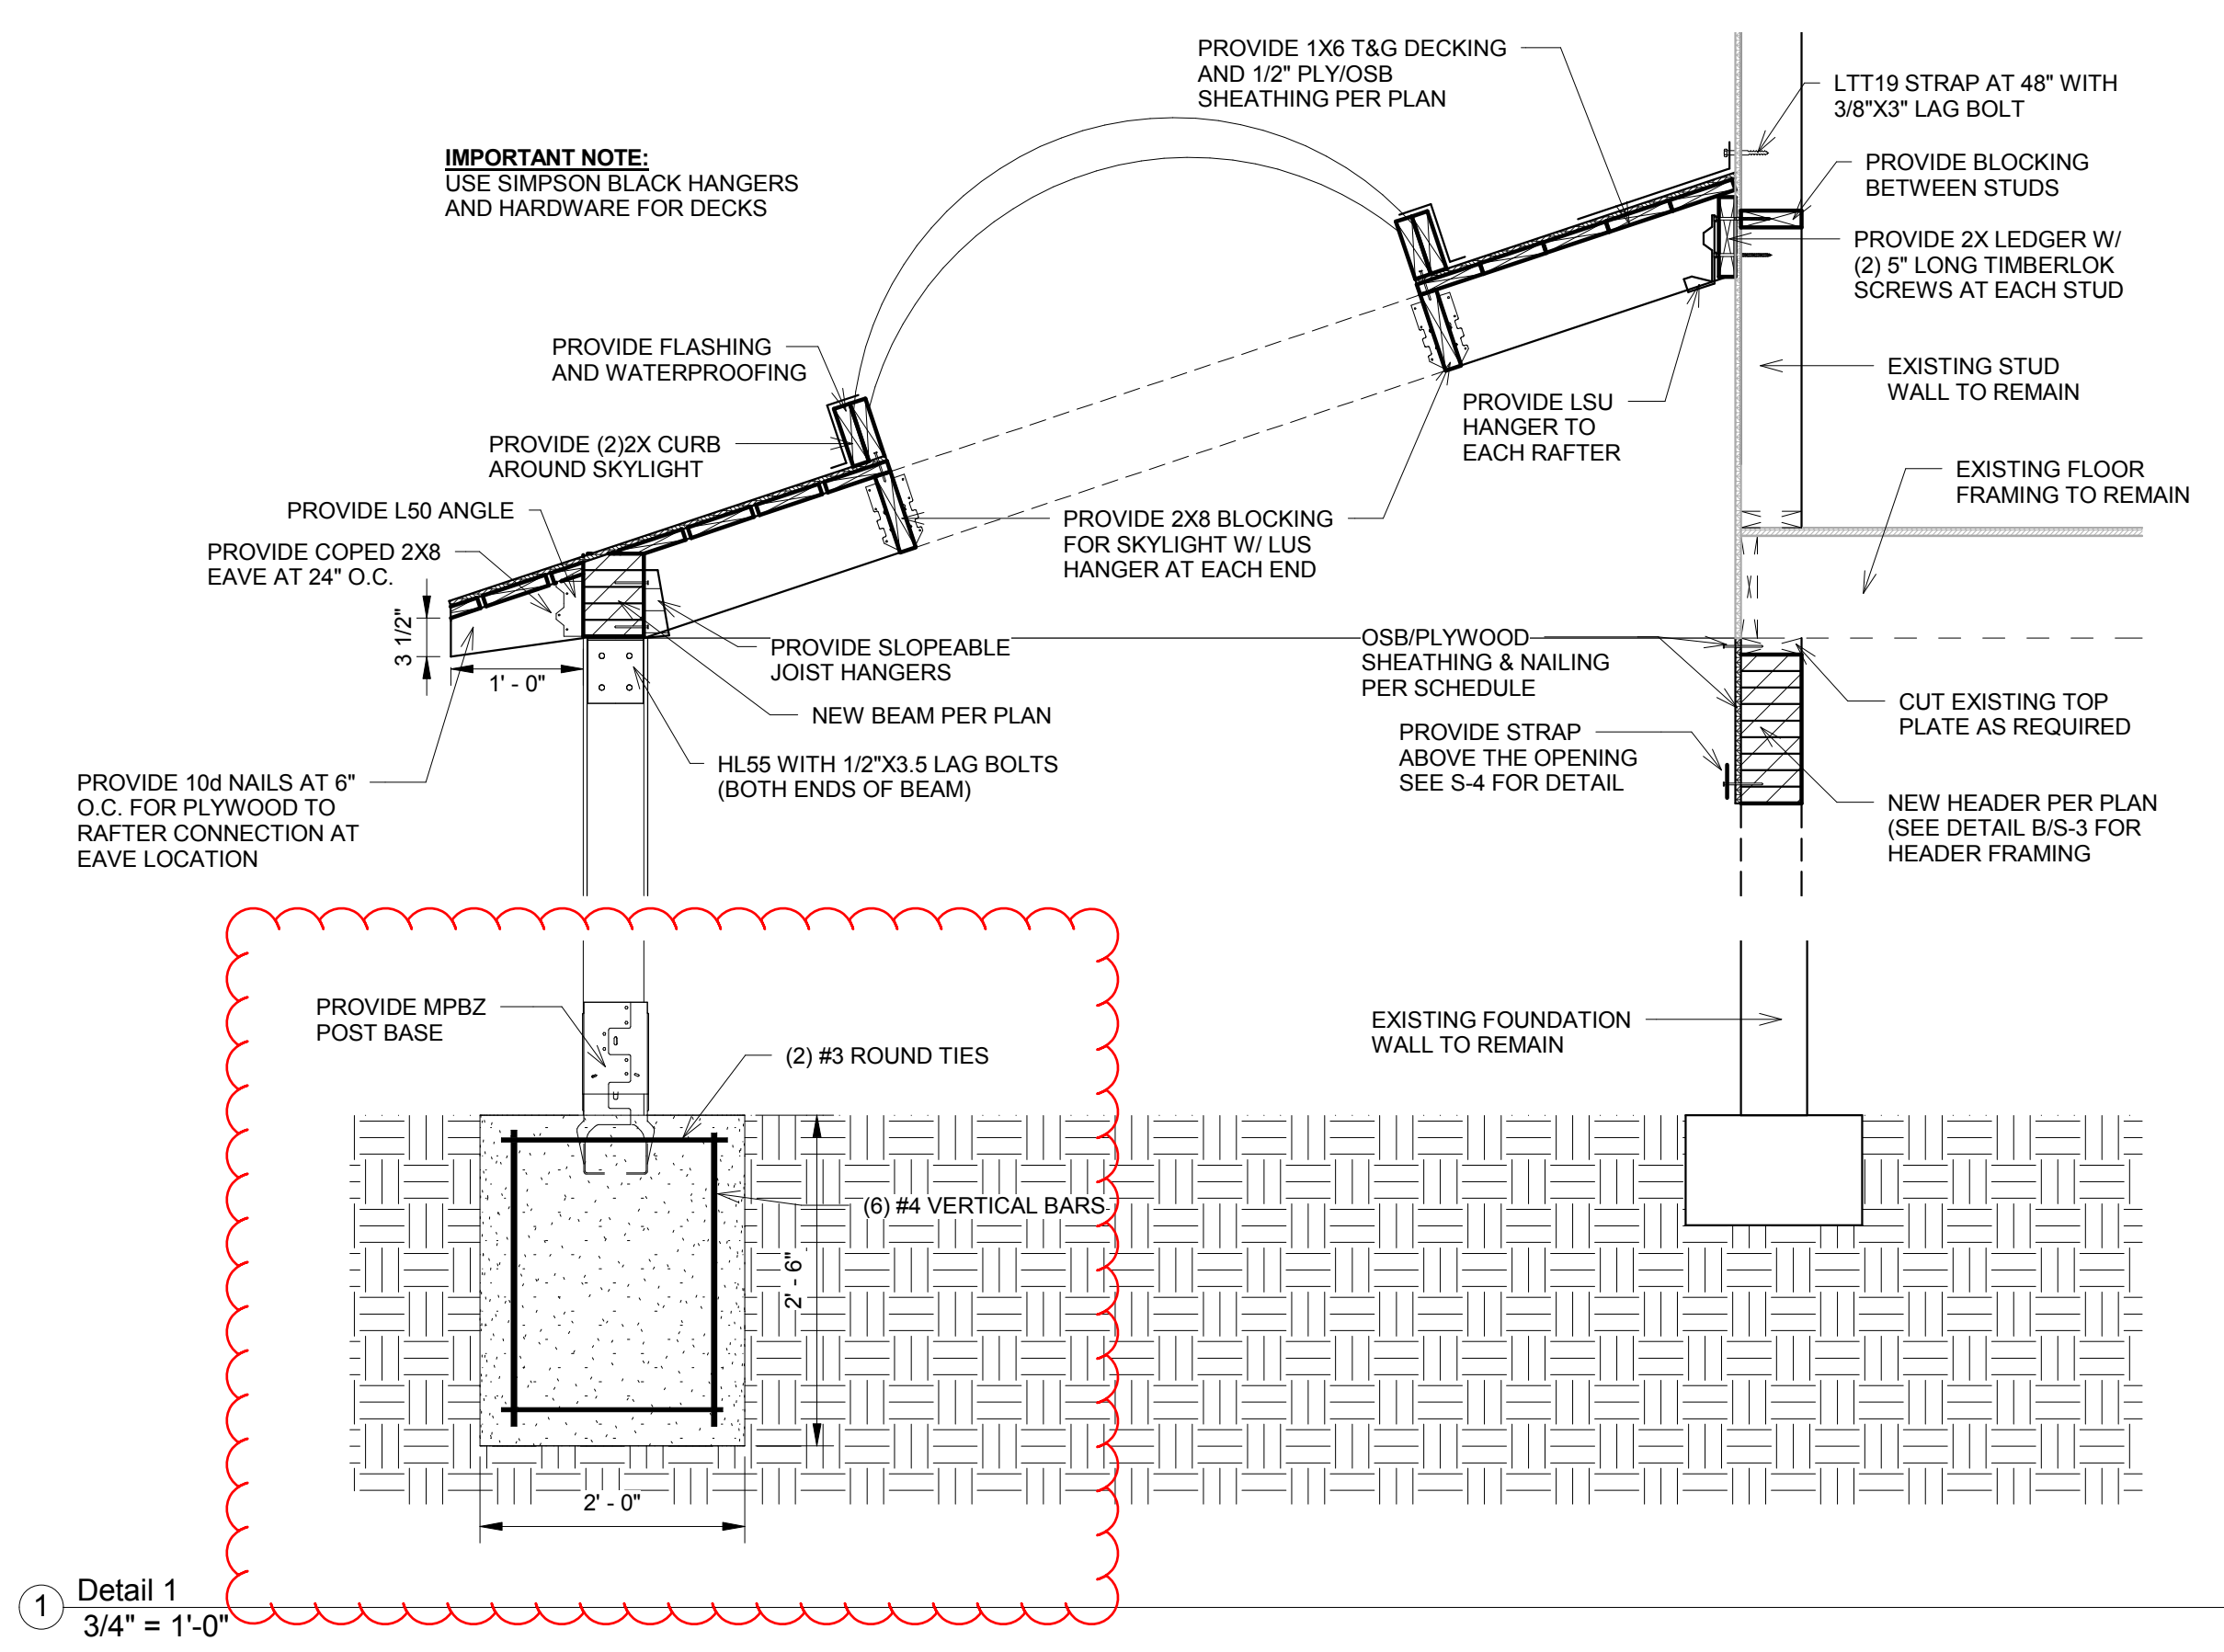 PROVIDE 1X6 T&G DECKING
AND 1/2" PLY/OSB
SHEATHING PER PLAN
LTT19 STRAP AT 48" WITH
3/8"X3" LAG BOLT
IMPORTANT NOTE:
USE SIMPSON BLACK HANGERS
AND HARDWARE FOR DECKS
PROVIDE BLOCKING
BETWEEN STUDS
PROVIDE 2X LEDGER W/
(2) 5" LONG TIMBERLOK
SCREWS AT EACH STUD
PROVIDE FLASHING
AND WATERPROOFING
EXISTING STUD
WALL TO REMAIN
PROVIDE LSU
HANGER TO
EACH RAFTER
PROVIDE (2)2X CURB
AROUND SKYLIGHT
EXISTING FLOOR
FRAMING TO REMAIN
PROVIDE L50 ANGLE
PROVIDE 2X8 BLOCKING
FOR SKYLIGHT W/ LUS
HANGER AT EACH END
PROVIDE COPED 2X8
EAVE AT 24" O.C.
3 1/2"
1' - 0"
PROVIDE SLOPEABLE
JOIST HANGERS
OSB/PLYWOOD
SHEATHING & NAILING
PER SCHEDULE
NEW BEAM PER PLAN
CUT EXISTING TOP
PLATE AS REQUIRED
PROVIDE STRAP
ABOVE THE OPENING
SEE S-4 FOR DETAIL
HL55 WITH 1/2"X3.5 LAG BOLTS
(BOTH ENDS OF BEAM)
PROVIDE 10d NAILS AT 6"
O.C. FOR PLYWOOD TO
RAFTER CONNECTION AT
EAVE LOCATION
NEW HEADER PER PLAN
(SEE DETAIL B/S-3 FOR
HEADER FRAMING
PROVIDE MPBZ
POST BASE
(2) #3 ROUND TIES
EXISTING FOUNDATION
WALL TO REMAIN
(6) #4 VERTICAL BARS
2' - 6"
2' - 0"
1
Detail 1
3/4" = 1'-0"